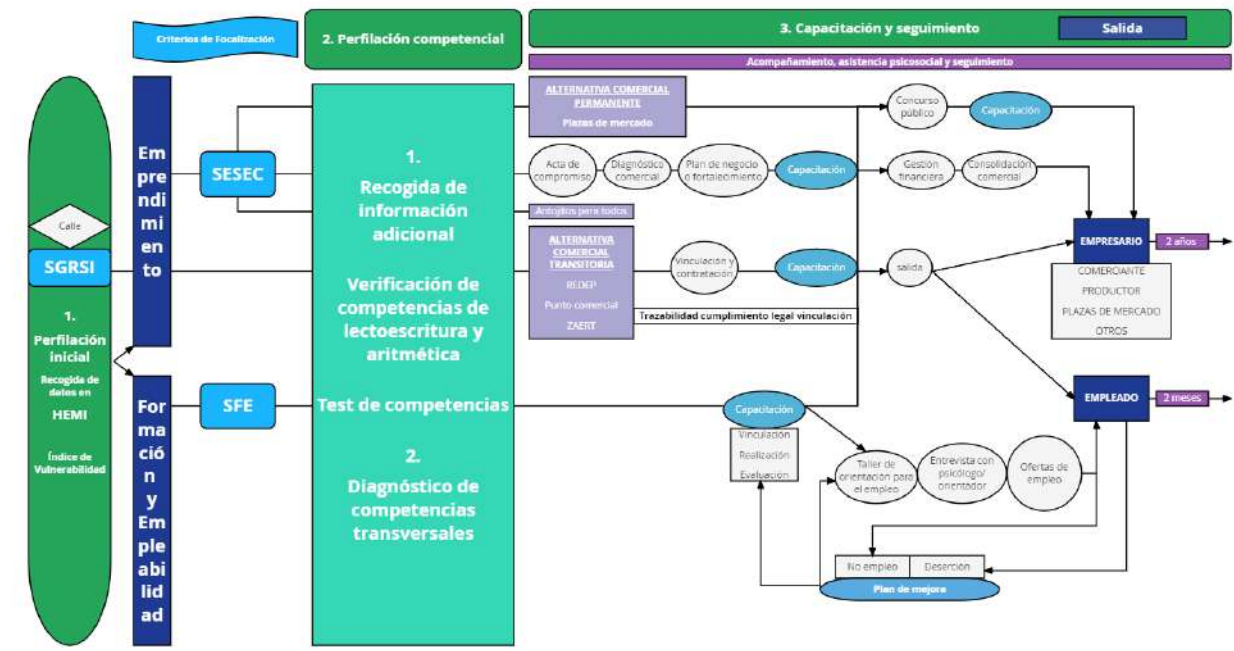 Criterios de Focalización
2. Perfilación competencial
3. Capacitación y seguimiento
Salida
Acompañamiento, asistencia psicosocial y seguimiento
Calle
SGRSI
1.
Perfilación
inicial
Recogida de
datos en
HEMI
Índice de
Vulnerabilidad
Em
pre
ndi
mi
en
to
For
ma
ció
n
y
Em
ple
abi
lid
ad
SESEC
SFE
1.
Recogida de
información
adicional
Verificación de
competencias de
lectoescritura y
aritmética
Test de competencias
2.
Diagnóstico de
competencias
transversales
ALTERNATIVA COMERCIAL
PERMANENTE
Plazas de mercado
Concurso
público
Capacitación
Acta de
compromiso
Diagnóstico
comercial
Plan de negocio
o fortalecimiento
Capacitación
Gestión
financiera
Consolidación
comercial
Antojitos para todos
ALTERNATIVA
COMERCIAL
TRANSITORIA
REDEP
Punto comercial
ZAERT
Vinculación y
contratación
Capacitación
salida
Trazabilidad cumplimiento legal vinculación
EMPRESARIO
2 años
COMERCIANTE
PRODUCTOR
PLAZAS DE MERCADO
OTROS
EMPLEADO
2 meses
Capacitación
Vinculación
Realización
Evaluación
Taller de
orientación para
el empleo
Entrevista con
psicólogo/
orientador
Ofertas de
empleo
No empleo
Deserción
Plan de mejora